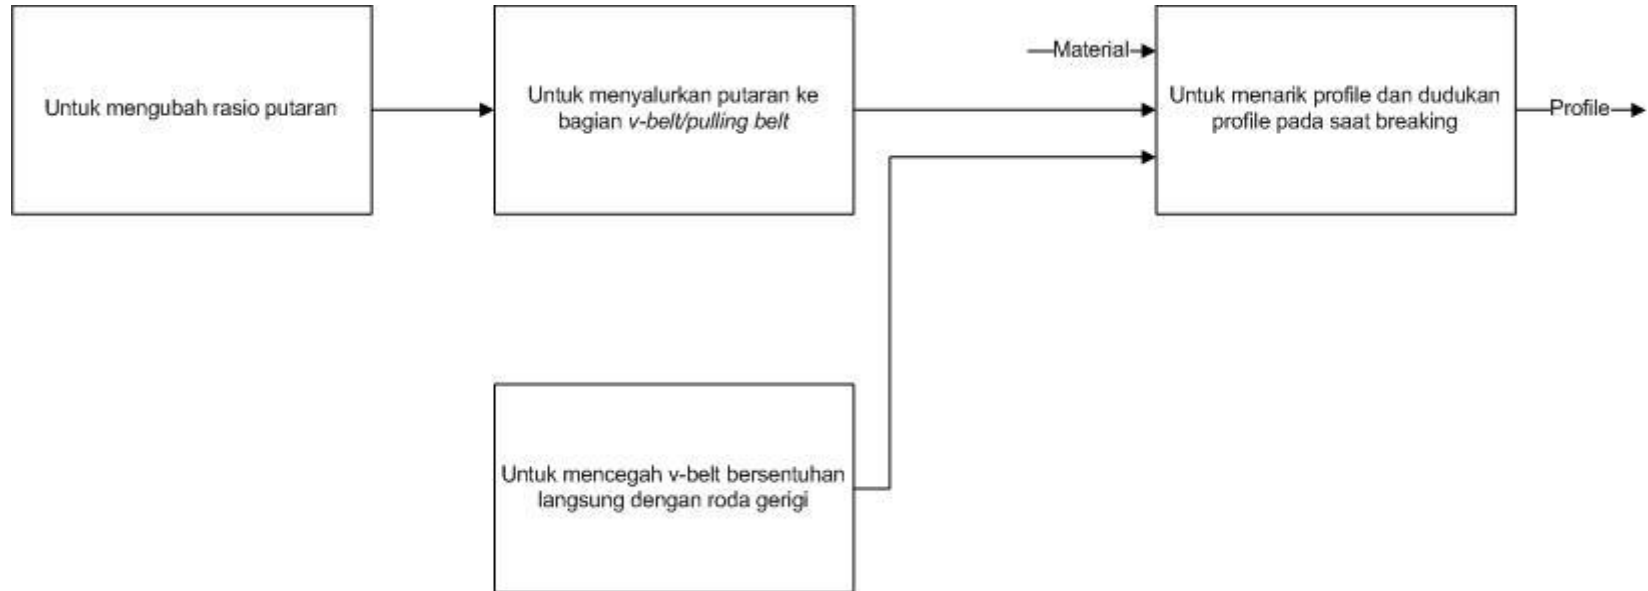 Untuk mengubah rasio putaran
Untuk menyalurkan putaran ke
bagian v-belt/pulling belt
Material
Untuk menarik profile dan dudukan
profile pada saat breaking
Profile
Untuk mencegah v-belt bersentuhan
langsung dengan roda gerigi